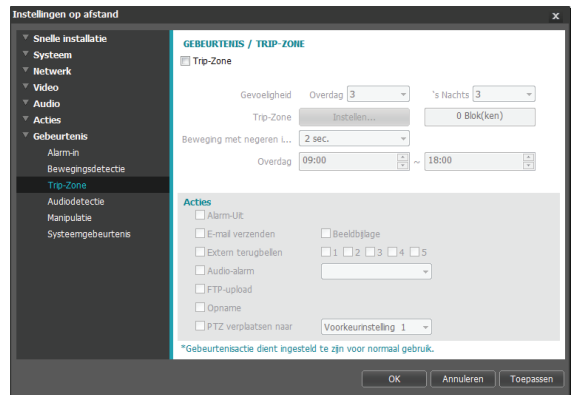 Instellingen op afstand x
Snelle installatie
Systeem
Netwerk
Video
Audio
Acties
Gebeurtenis
Alarm-in
Bewegingsdetectie
Trip-Zone
Audiodetectie
Manipulatie
Systeemgebeurtenis
GEBEURTENIS / TRIP-ZONE
Trip-Zone
Gevoeligheid Overdag 3 's Nachts 3
Trip-Zone Instellen... 0 Blok(ken)
Beweging met negeren i... 2 sec.
Overdag 09:00 ~ 18:00
Acties
Alarm-Uit
E-mail verzenden Beeldbijlage
Extern terugbellen 1 2 3 4 5
Audio-alarm
FTP-upload
Opname
PTZ verplaatsen naar Voorkeurinstelling 1
*Gebeurtenisactie dient ingesteld te zijn voor normaal gebruik.
OK Annuleren Toepassen